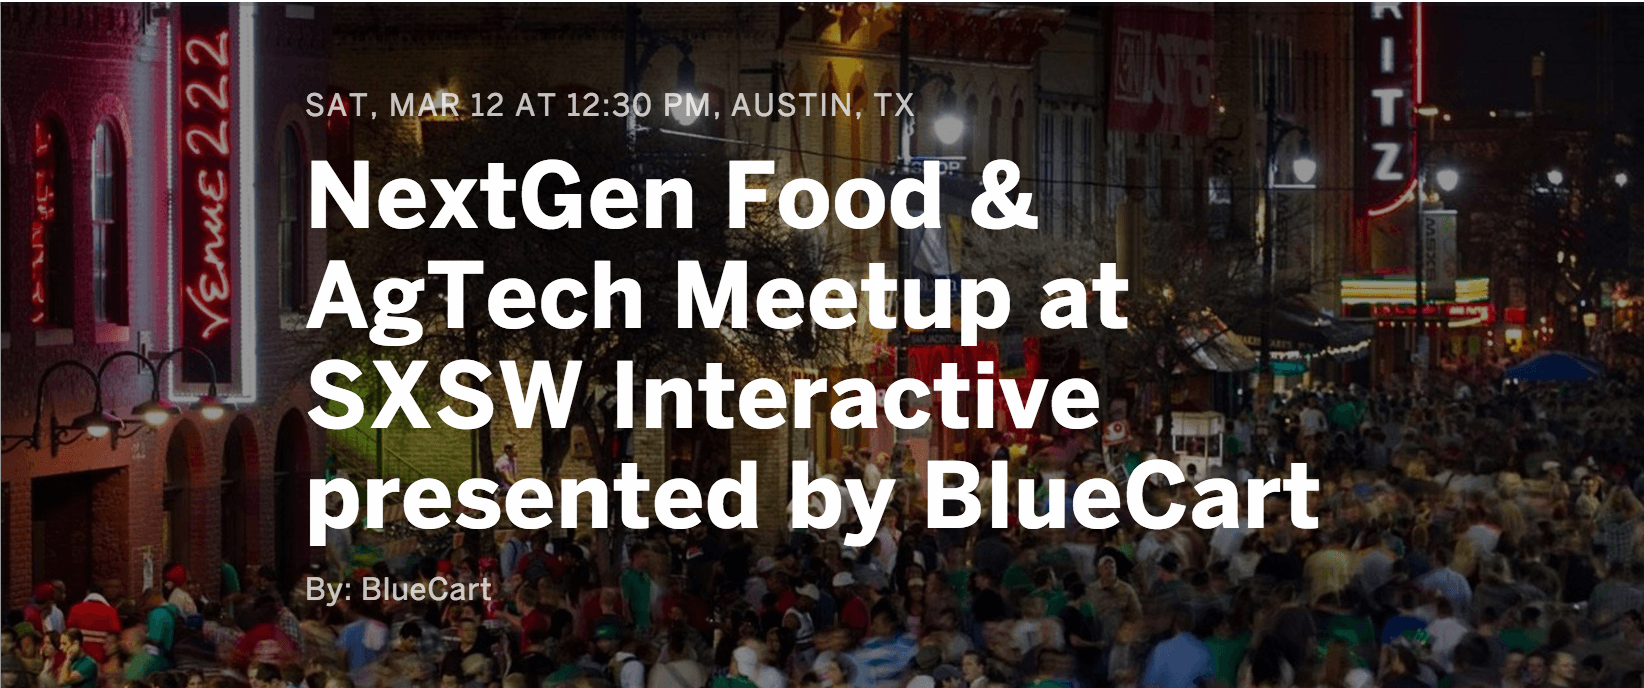 SAT, MAR 12 AT 12:30 PM, AUSTIN, TX
NextGen Food &
AgTech Meetup at
SXSW Interactive
presented by BlueCart
By: BlueCart
Venue 222
RITZ